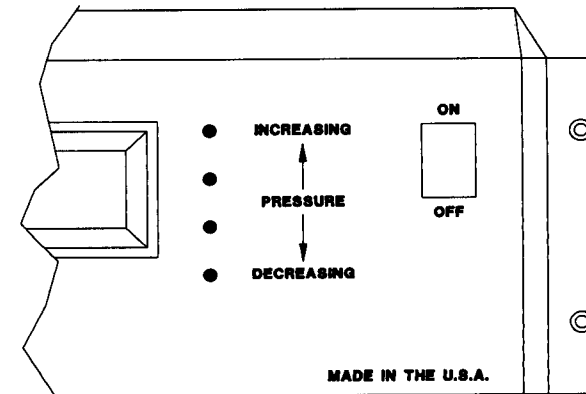 ON
INCREASING
PRESSURE
OFF
DECREASING
MADE IN THE U.S.A.